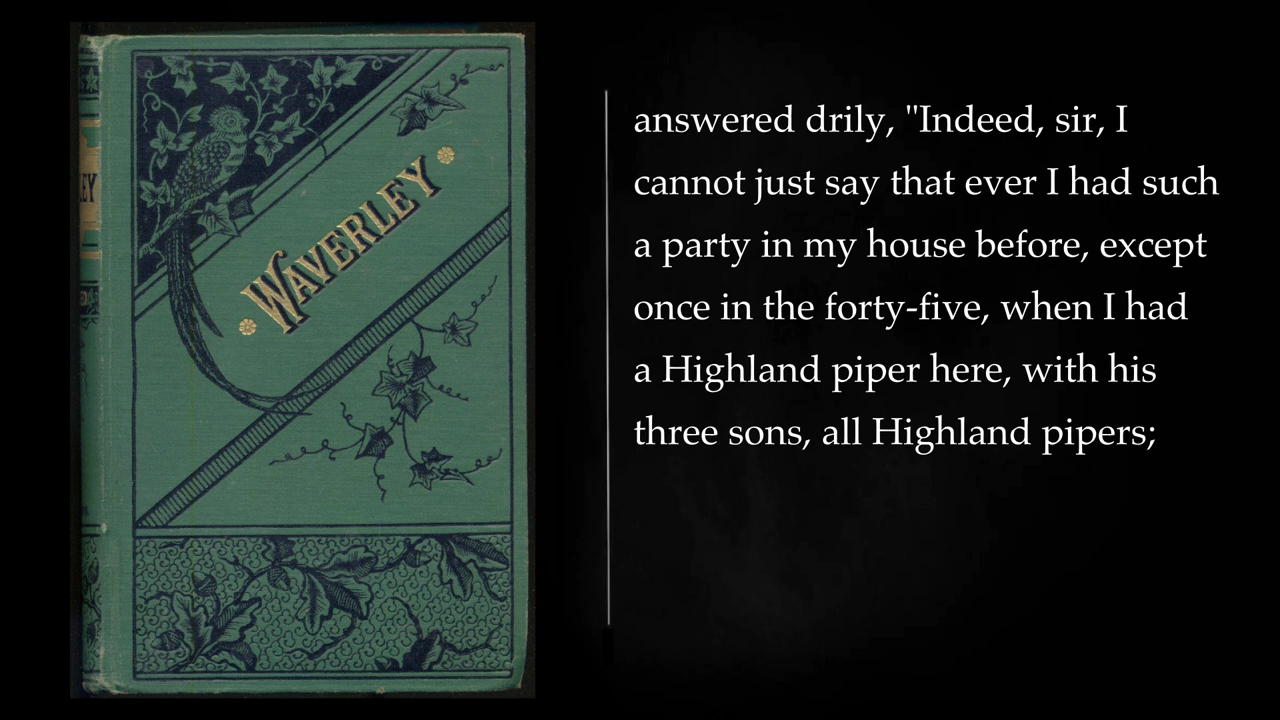 WAVERLEY
EY
answered drily, "Indeed, sir, I
cannot just say that ever I had such
a party in my house before, except
once in the forty-five, when I had
a Highland piper here, with his
three sons, all Highland pipers;